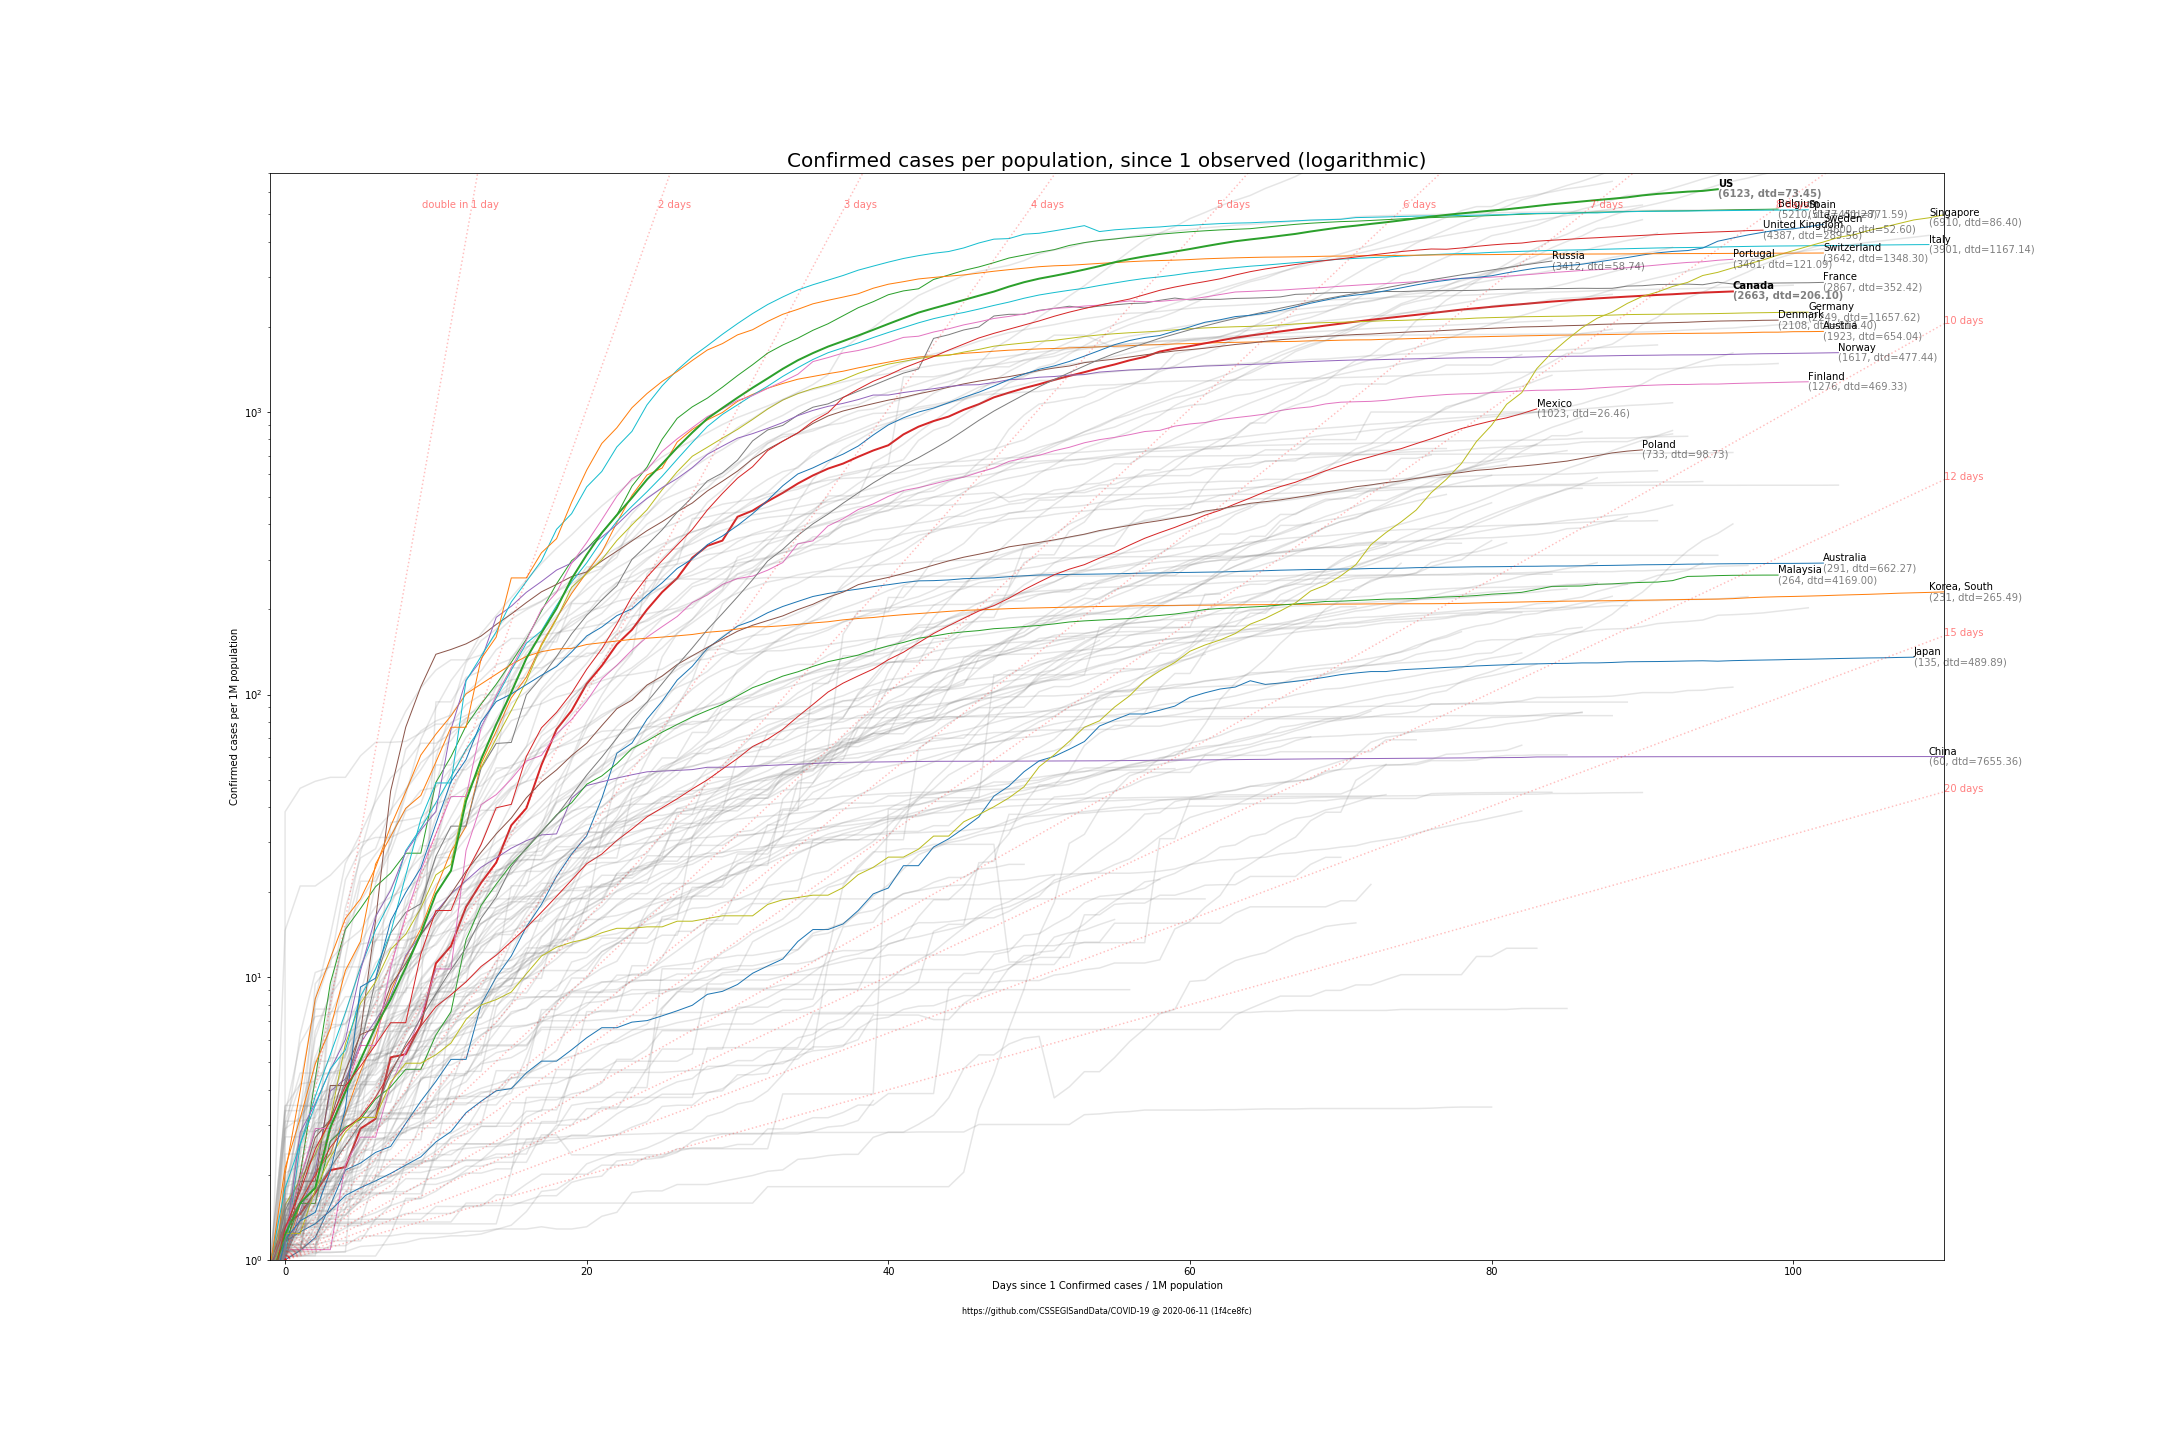 Confirmed cases per population, since 1 observed (logarithmic)
double in 1 day
2 days
3 days
4 days
5 days
6 days
7 days
US
(6123, dtd=73.45)
Belgium
(5210,
Spain
Sweden
Singapore
(6910, dtd=86.40)
United Kingdom
(4387, dtd=289.56)
Italy
(3901, dtd=1167.14)
Switzerland
(3642, dtd=1348.30)
Portugal
(3461, dtd=121.09)
Russia
(3412, dtd=58.74)
France
(2867, dtd=352.42)
Canada
(2663, dtd=206.10)
Germany
(2249, dtd=11657.62)
Denmark
(2108,
Austria
(1923, dtd=654.04)
10 days
Norway
(1617, dtd=477.44)
Finland
(1276, dtd=469.33)
Mexico
(1023, dtd=26.46)
Poland
(733, dtd=98.73)
12 days
Australia
(291, dtd=662.27)
Malaysia
(264, dtd=4169.00)
Korea, South
(231, dtd=265.49)
15 days
Japan
(135, dtd=489.89)
China
(60, dtd=7655.36)
20 days
Confirmed cases per 1M population
10³
10²
10¹
10⁰
0 20 40 60 80 100
Days since 1 Confirmed cases / 1M population
https://github.com/CSSEGISandData/COVID-19 @ 2020-06-11 (1f4ce8fc)